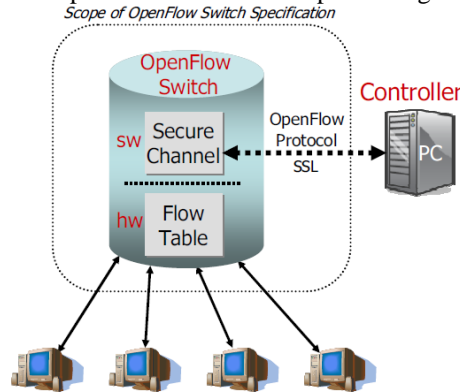 Scope of OpenFlow Switch Specification
OpenFlow
Switch
Controller
sw
Secure
Channel
OpenFlow
Protocol
SSL
PC
hw
Flow
Table